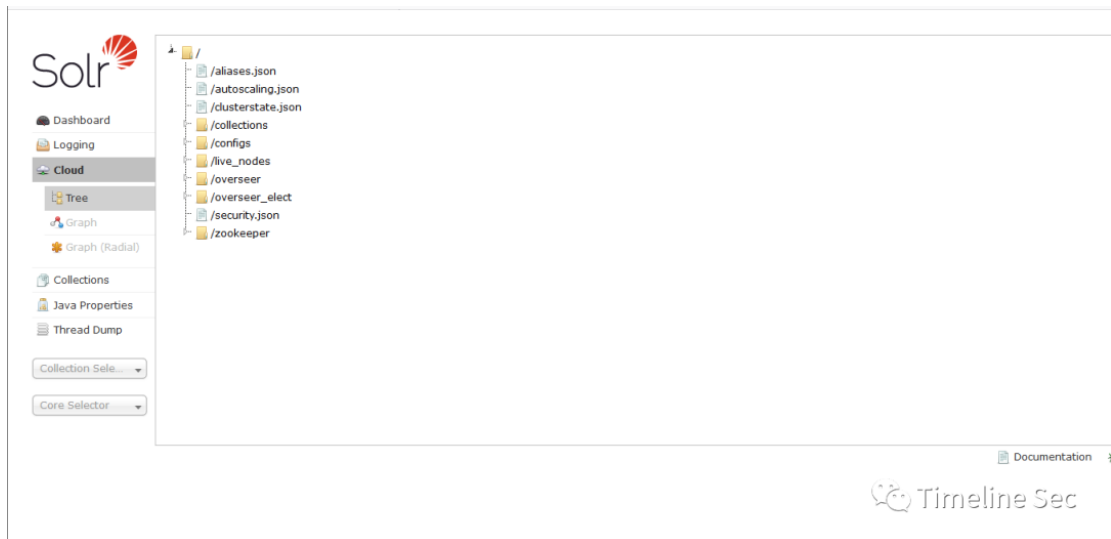 Solr
Dashboard
Logging
Cloud
Tree
Graph
Graph (Radial)
Collections
Java Properties
Thread Dump
Collection Sele...
Core Selector
/
/aliases.json
/autoscaling.json
/clusterstate.json
/collections
/configs
/live_nodes
/overseer
/overseer_elect
/security.json
/zookeeper
Documentation
Timeline Sec